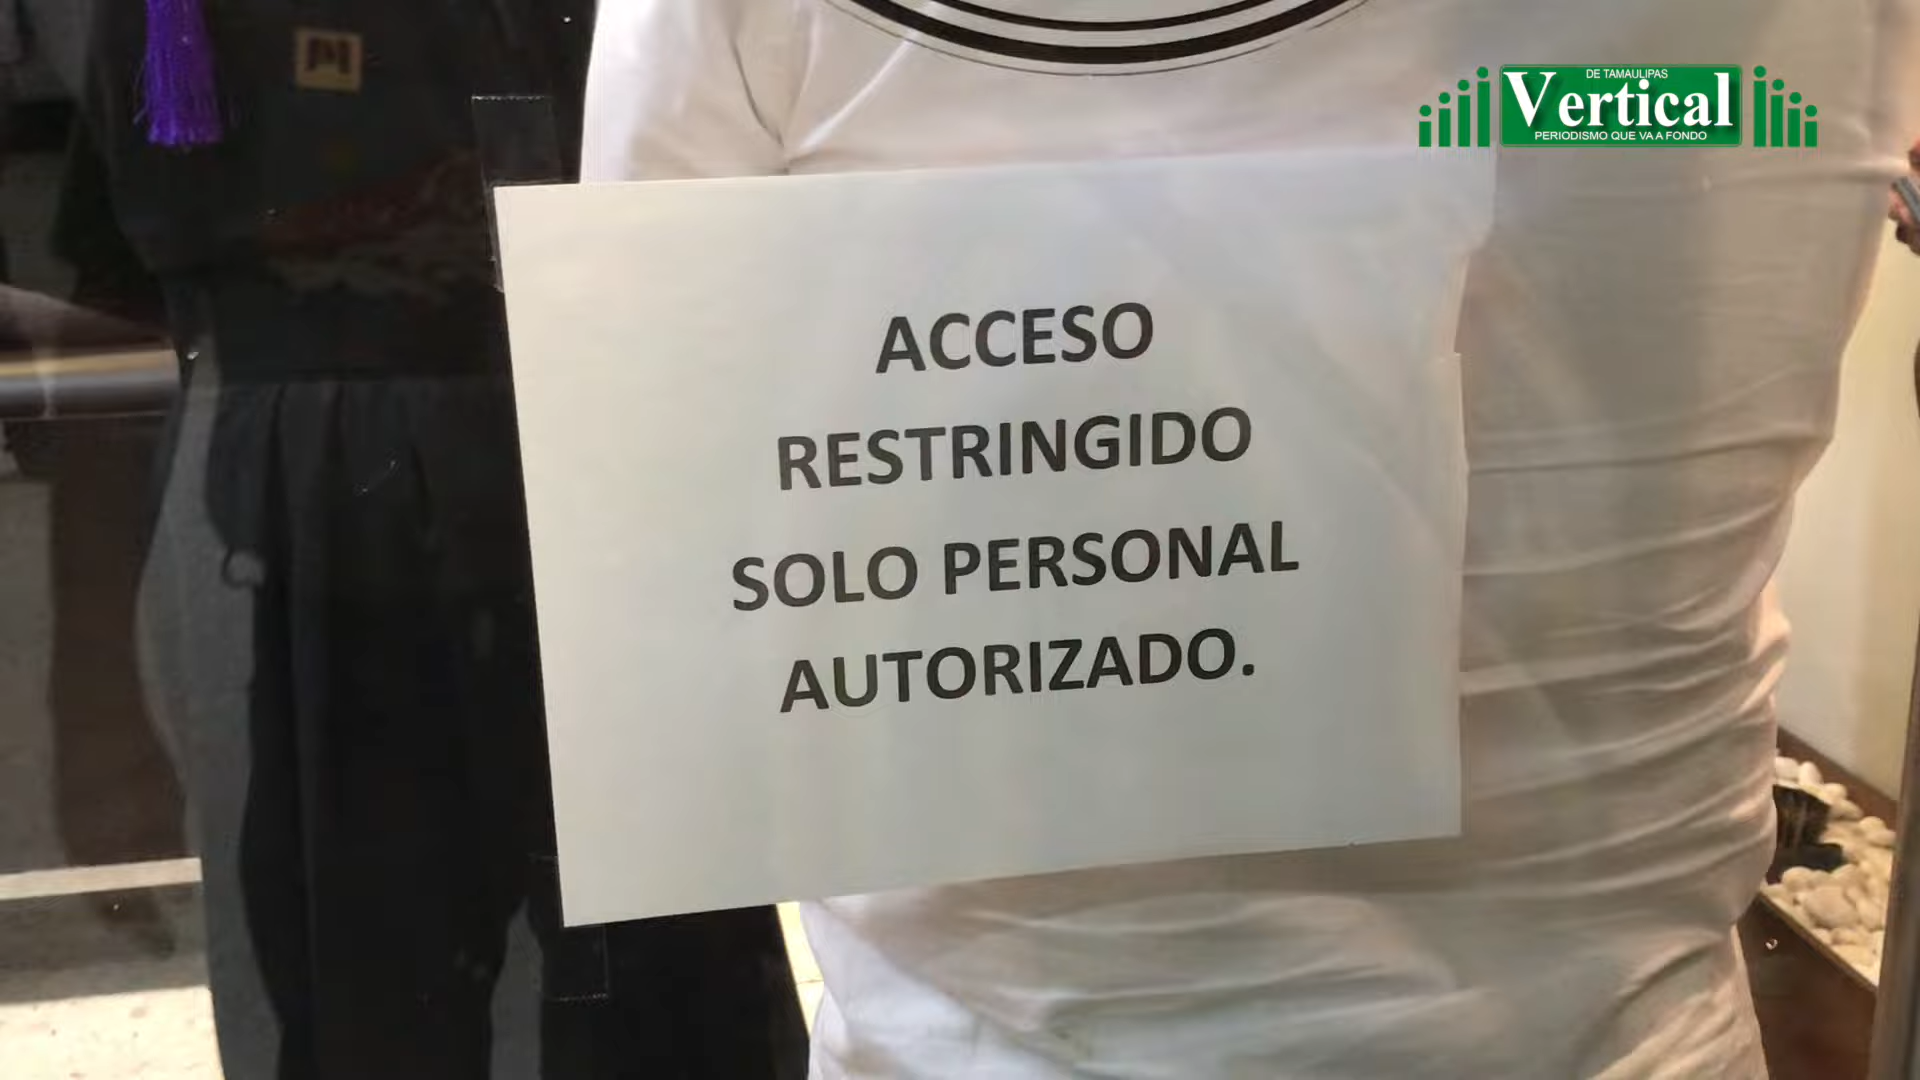 DE TAMAULIPAS
Vertical
PERIODISMO QUE VA A FONDO
ACCESO
RESTRINGIDO
SOLO PERSONAL
AUTORIZADO.